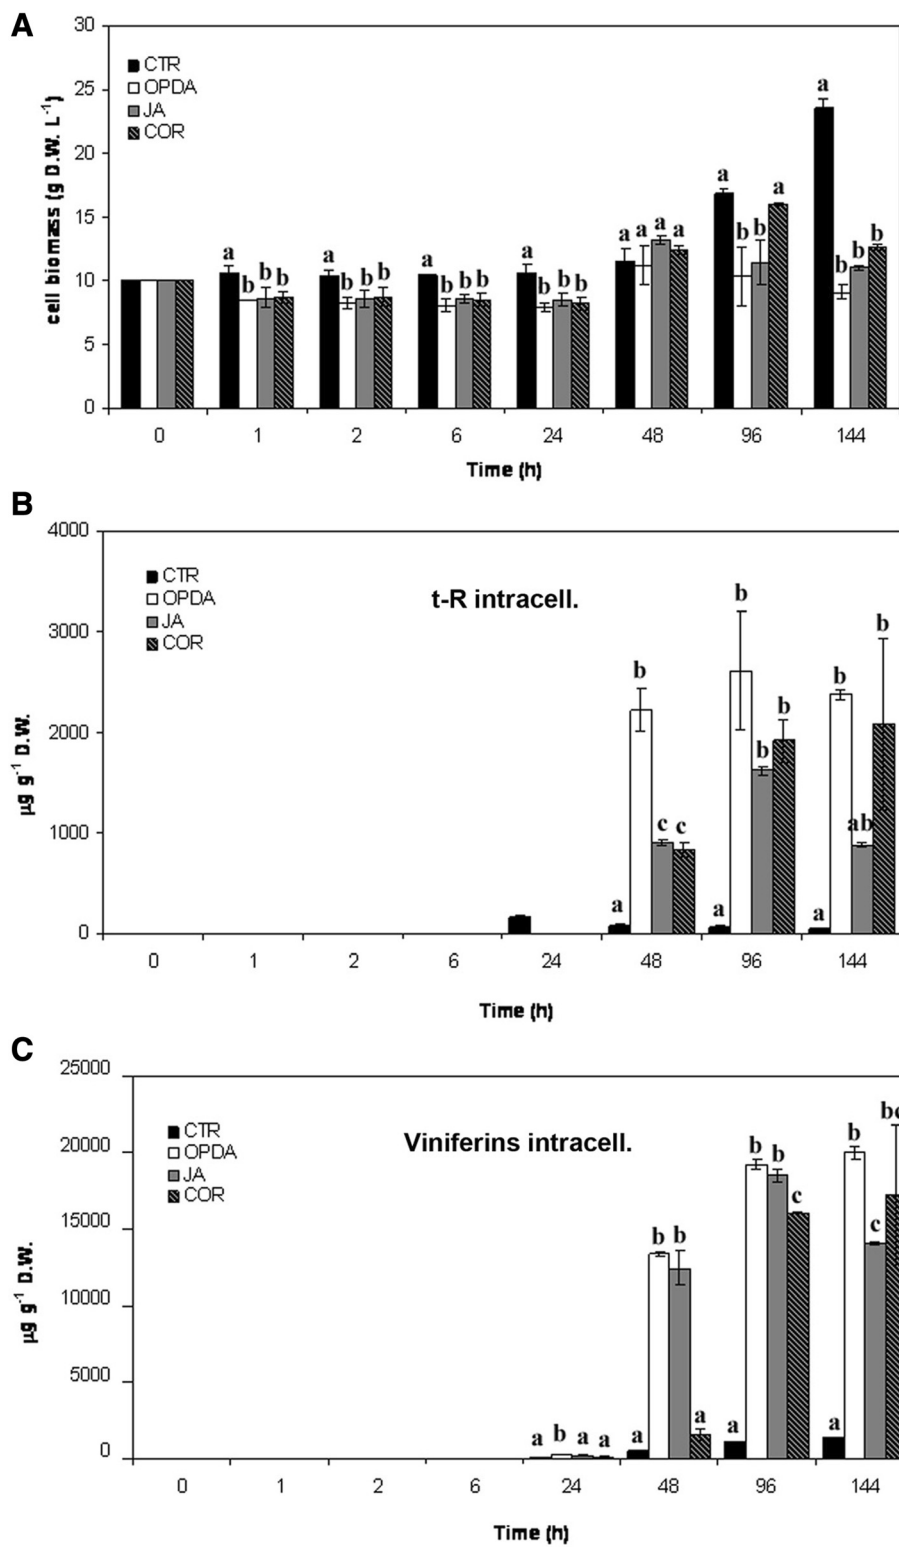 A
30
25
20
15
10
5
0
cell biomass (g D.W. L⁻¹)
CTR
OPDA
JA
COR
a b b b
a b b b
a b b b
a b b b
a a a a
a b b a
a b b b
0 1 2 6 24 48 96 144
Time (h)
B
4000
3000
2000
1000
0
µg g⁻¹ D.W.
CTR
OPDA
JA
COR
t-R intracell.
a b c c
a b b b
a b ab b
0 1 2 6 24 48 96 144
Time (h)
C
25000
20000
15000
10000
5000
0
µg g⁻¹ D.W.
CTR
OPDA
JA
COR
Viniferins intracell.
a b a a
a b b a
a b b c
a b c bc
0 1 2 6 24 48 96 144
Time (h)